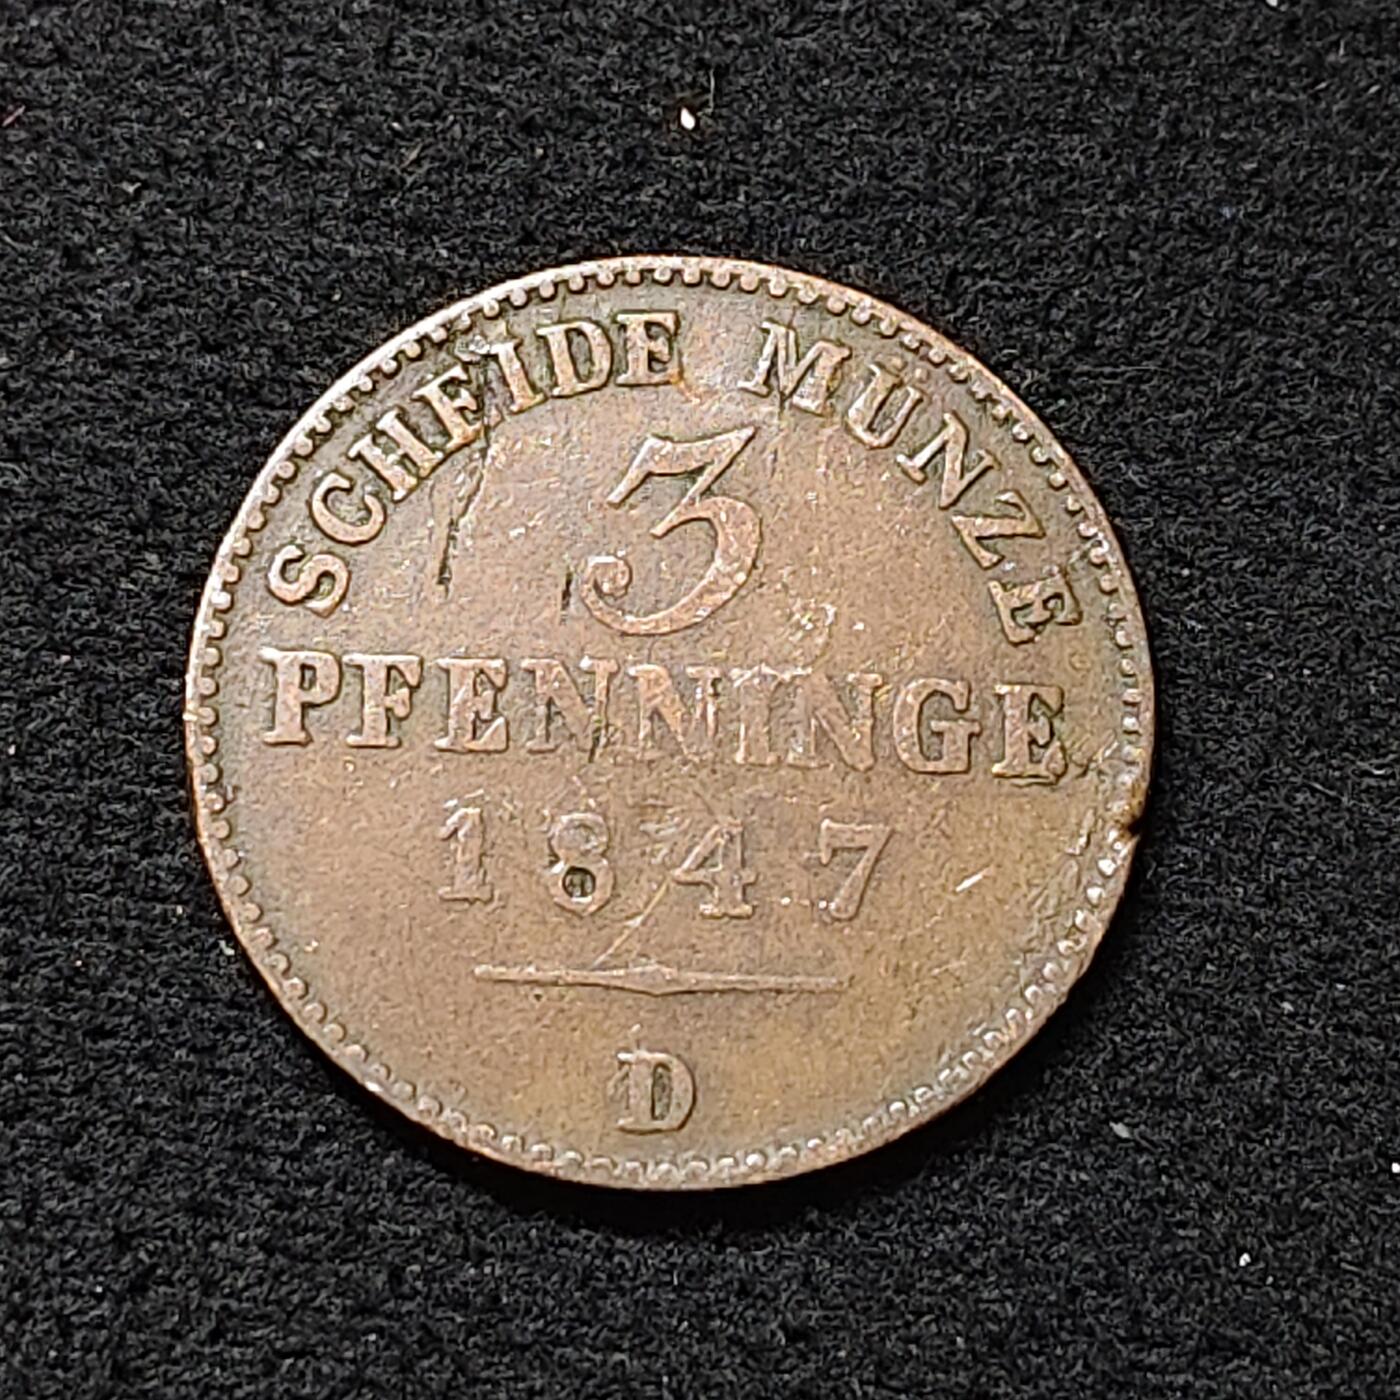 SCHEIDE MÜNZE
3
PFENNINGE
1847
D